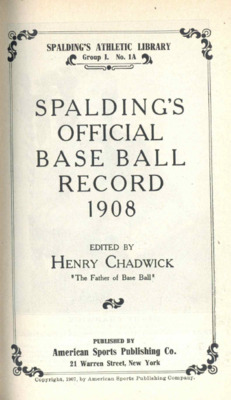 SPALDING'S ATHLETIC LIBRARY
Group I. No. 1A
SPALDING'S
OFFICIAL
BASE BALL
RECORD
1908
EDITED BY
HENRY CHADWICK
"The Father of Base Ball"
PUBLISHED BY
American Sports Publishing Co.
21 Warren Street, New York
Copyright, 1907, by American Sports Publishing Company.